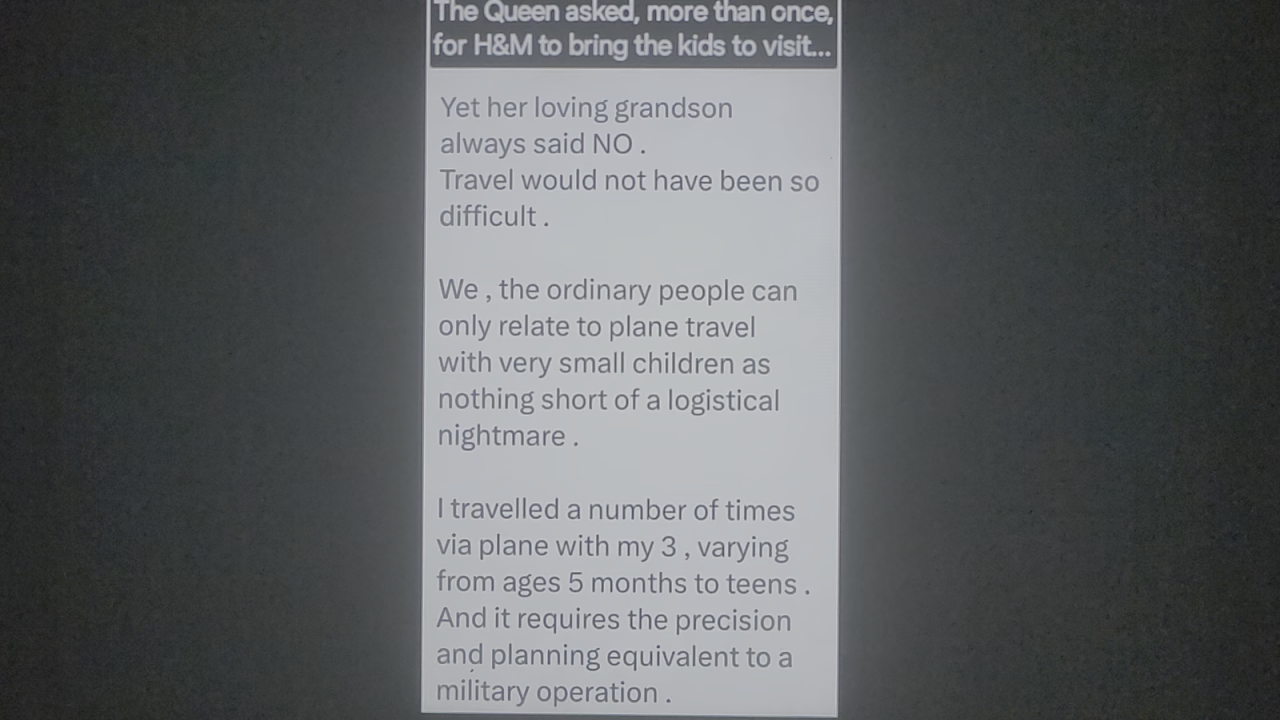 The Queen asked, more than once,
for H&M to bring the kids to visit...
Yet her loving grandson
always said NO .
Travel would not have been so
difficult .
We , the ordinary people can
only relate to plane travel
with very small children as
nothing short of a logistical
nightmare .
I travelled a number of times
via plane with my 3 , varying
from ages 5 months to teens .
And it requires the precision
and planning equivalent to a
military operation .